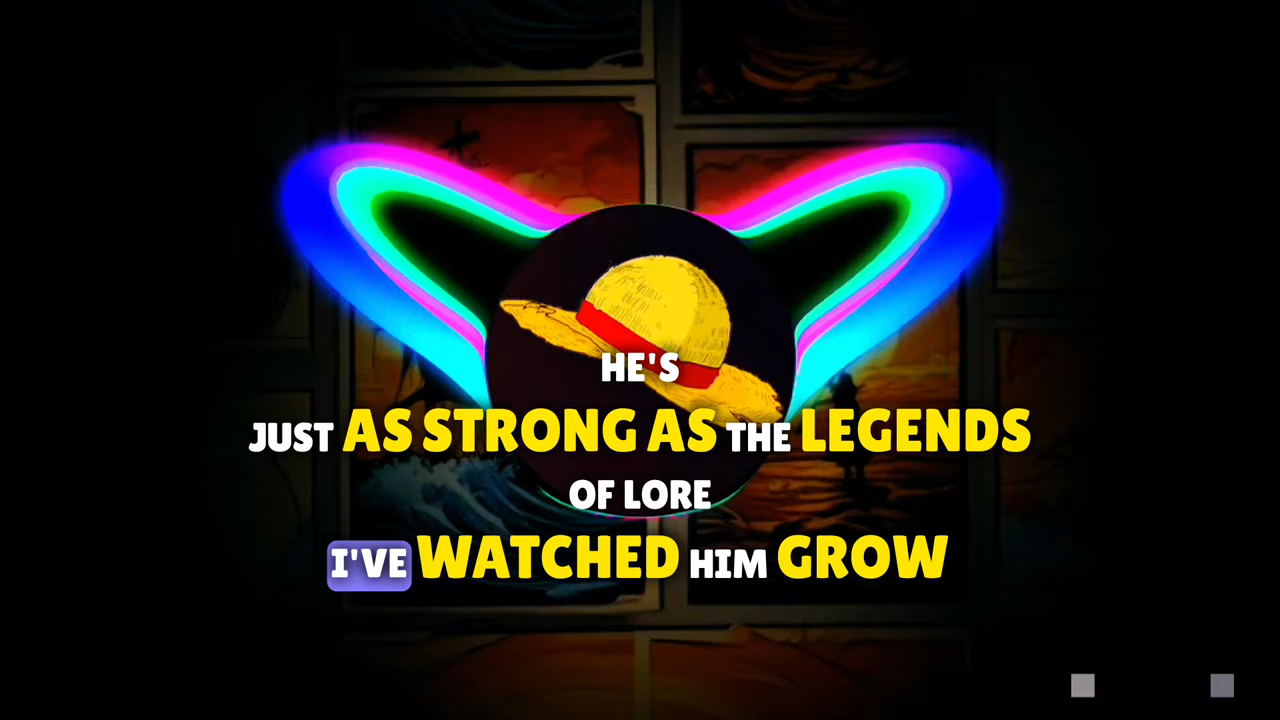 HE'S
JUST AS STRONG AS THE LEGENDS
OF LORE
I'VE WATCHED HIM GROW